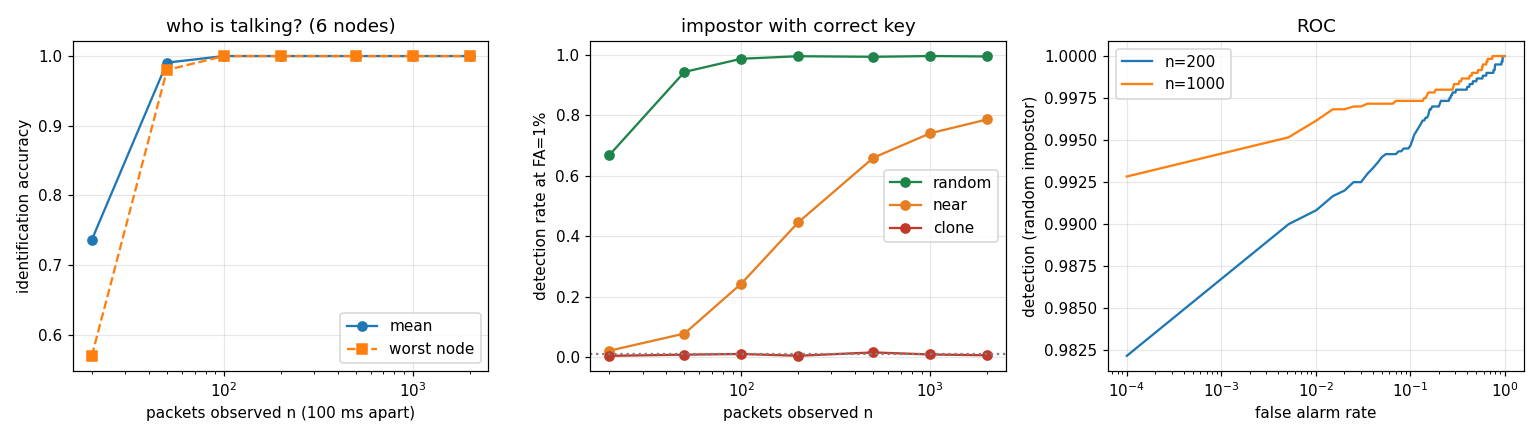 who is talking? (6 nodes)
identification accuracy
1.0
0.9
0.8
0.7
0.6
mean
worst node
10²
10³
packets observed n (100 ms apart)
impostor with correct key
detection rate at FA=1%
1.0
0.8
0.6
0.4
0.2
0.0
random
near
clone
10²
10³
packets observed n
ROC
detection (random impostor)
1.0000
0.9975
0.9950
0.9925
0.9900
0.9875
0.9850
0.9825
n=200
n=1000
10⁻⁴
10⁻³
10⁻²
10⁻¹
10⁰
false alarm rate